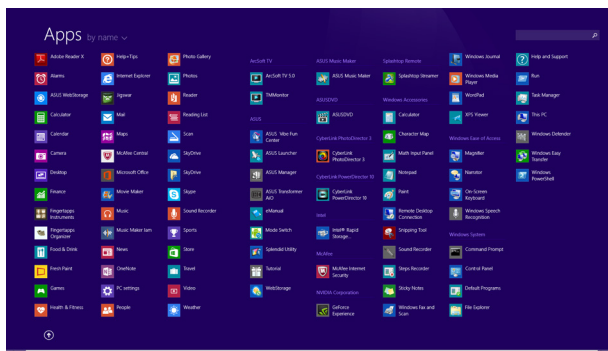 Apps by name
Adobe Reader X
Alarms
ASUS WebStorage
Calculator
Calendar
Camera
Desktop
Finance
Fingertapps
Instruments
Fingertapps
Organizer
Food & Drink
Fresh Paint
Games
Health & Fitness
Help+Tips
Internet Explorer
Jigswar
Mail
Maps
McAfee Central
Microsoft Office
Movie Maker
Music
Music Maker Jam
News
OneNote
PC settings
People
Photo Gallery
Photos
Reader
Reading List
Scan
SkyDrive
SkyDrive
Skype
Sound Recorder
Sports
Store
Travel
Video
Weather
ArcSoft TV
ArcSoft TV 5.0
TMMonitor
ASUS
ASUS Vibe Fun
Center
ASUS Launcher
ASUS Manager
ASUS Transformer
AiO
eManual
Mode Switch
Splendid Utility
Tutorial
WebStorage
ASUS Music Maker
ASUS Music Maker
ASUSDVD
ASUSDVD
CyberLink PhotoDirector 3
CyberLink
PhotoDirector 3
CyberLink PowerDirector 10
CyberLink
PowerDirector 10
Intel
Intel® Rapid
Storage...
McAfee
McAfee Internet
Security
NVIDIA Corporation
GeForce
Experience
Splashtop Remote
Splashtop Streamer
Windows Accessories
Calculator
Character Map
Math Input Panel
Notepad
Paint
Remote Desktop
Connection
Snipping Tool
Sound Recorder
Steps Recorder
Sticky Notes
Windows Fax and
Scan
Windows Journal
Windows Media
Player
WordPad
XPS Viewer
Windows Ease of Access
Magnifier
Narrator
On-Screen
Keyboard
Windows Speech
Recognition
Windows System
Command Prompt
Control Panel
Default Programs
File Explorer
Help and Support
Run
Task Manager
This PC
Windows Defender
Windows Easy
Transfer
Windows
PowerShell